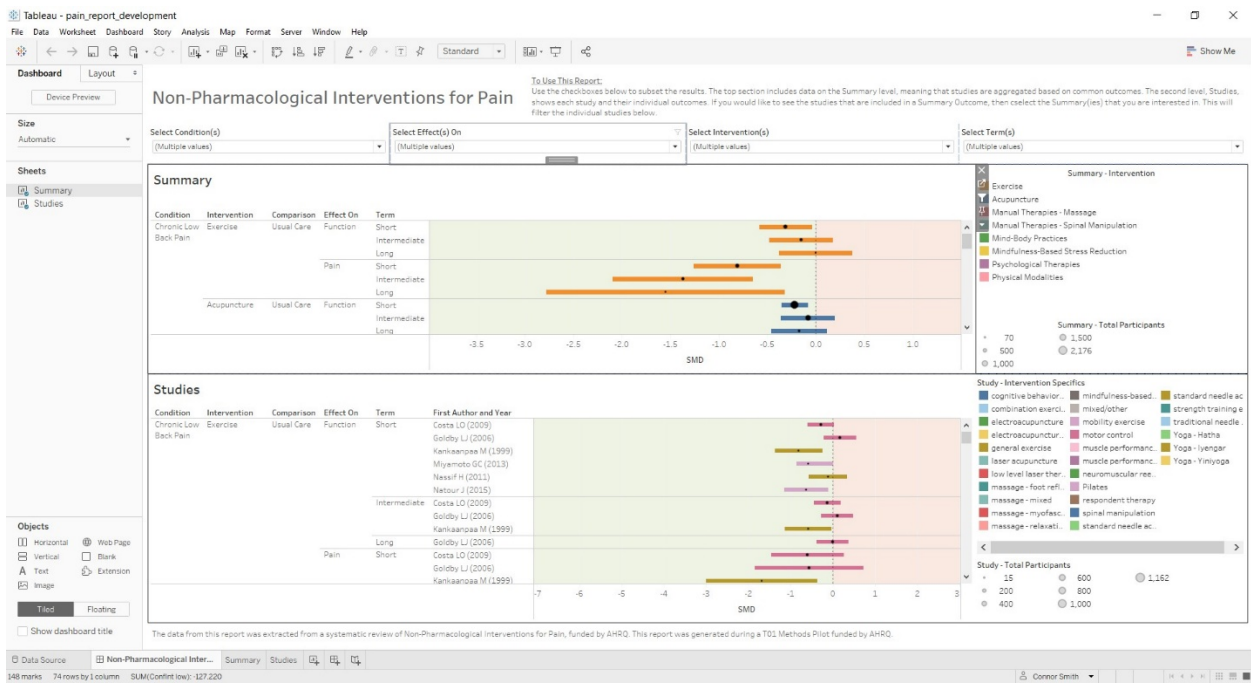 Tableau - pain_report_development
File Data Worksheet Dashboard Story Analysis Map Format Server Window Help
Standard
Show Me
Dashboard Layout
Device Preview
Size
Automatic
Sheets
Summary
Studies
Objects
Horizontal Web Page
Vertical Blank
Text Extension
Image
Tiled Floating
Show dashboard title
Non-Pharmacological Interventions for Pain
To Use This Report:
Use the checkboxes below to subset the results. The top section includes data on the Summary level, meaning that studies are aggregated based on common outcomes. The second level, Studies,
shows each study and their individual outcomes. If you would like to see the studies that are included in a Summary Outcome, then cselect the Summary(ies) that you are interested in. This will
filter the individual studies below.
Select Condition(s) Select Effect(s) On Select Intervention(s) Select Term(s)
(Multiple values) (Multiple values) (Multiple values) (Multiple values)
Summary
Condition Intervention Comparison Effect On Term
Chronic Low Exercise Usual Care Function Short
Back Pain Intermediate
Long
Pain Short
Intermediate
Long
Acupuncture Usual Care Function Short
Intermediate
Long
-3.5 -3.0 -2.5 -2.0 -1.5 -1.0 -0.5 0.0 0.5 1.0
SMD
Summary - Intervention
Exercise
Acupuncture
Manual Therapies - Massage
Manual Therapies - Spinal Manipulation
Mind-Body Practices
Mindfulness-Based Stress Reduction
Psychological Therapies
Physical Modalities
Summary - Total Participants
70 1,500
500 2,176
1,000
Studies
Condition Intervention Comparison Effect On Term First Author and Year
Chronic Low Exercise Usual Care Function Short Costa LO (2009)
Back Pain Goldby LJ (2006)
Kankaanpaa M (1999)
Miyamoto GC (2013)
Nassif H (2011)
Natour J (2015)
Intermediate Costa LO (2009)
Goldby LJ (2006)
Kankaanpaa M (1999)
Long Goldby LJ (2006)
Pain Short Costa LO (2009)
Goldby LJ (2006)
Kankaanpaa M (1999)
-7 -6 -5 -4 -3 -2 -1 0 1 2 3
SMD
Study - Intervention Specifics
cognitive behavior.. mindfulness-based.. standard needle ac
combination exerci.. mixed/other strength training e
electroacupuncture mobility exercise traditional needle ..
electroacupunctur.. motor control Yoga - Hatha
general exercise muscle performanc.. Yoga - Iyengar
laser acupuncture muscle performanc.. Yoga - Yiniyoga
low level laser ther.. neuromuscular ree..
massage - foot refl.. Pilates
massage - mixed respondent therapy
massage - myofasc.. spinal manipulation
massage - relaxati.. standard needle ac..
Study - Total Participants
15 600 1,162
200 800
400 1,000
The data from this report was extracted from a systematic review of Non-Pharmacological Interventions for Pain, funded by AHRQ. This report was generated during a T01 Methods Pilot funded by AHRQ.
Data Source Non-Pharmacological Inter... Summary Studies
148 marks 74 rows by 1 column SUM(Confint low): -127.220 Connor Smith